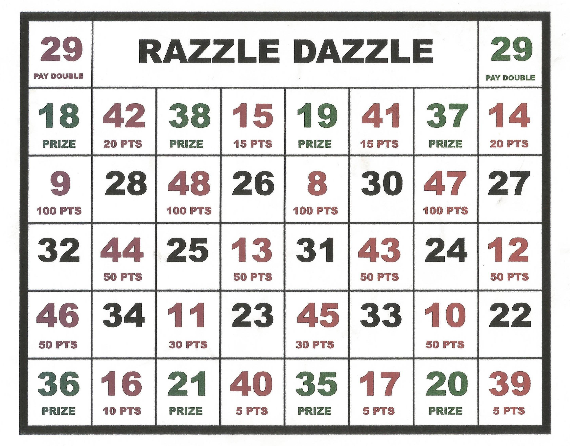 29 RAZZLE DAZZLE 29
PAY DOUBLE PAY DOUBLE
18 42 38 15 19 41 37 14
PRIZE 20 PTS PRIZE 15 PTS PRIZE 15 PTS PRIZE 20 PTS
9 28 48 26 8 30 47 27
100 PTS 100 PTS 100 PTS 100 PTS
32 44 25 13 31 43 24 12
50 PTS 50 PTS 50 PTS 50 PTS
46 34 11 23 45 33 10 22
50 PTS 30 PTS 30 PTS 50 PTS
36 16 21 40 35 17 20 39
PRIZE 10 PTS PRIZE 5 PTS PRIZE 5 PTS PRIZE 5 PTS